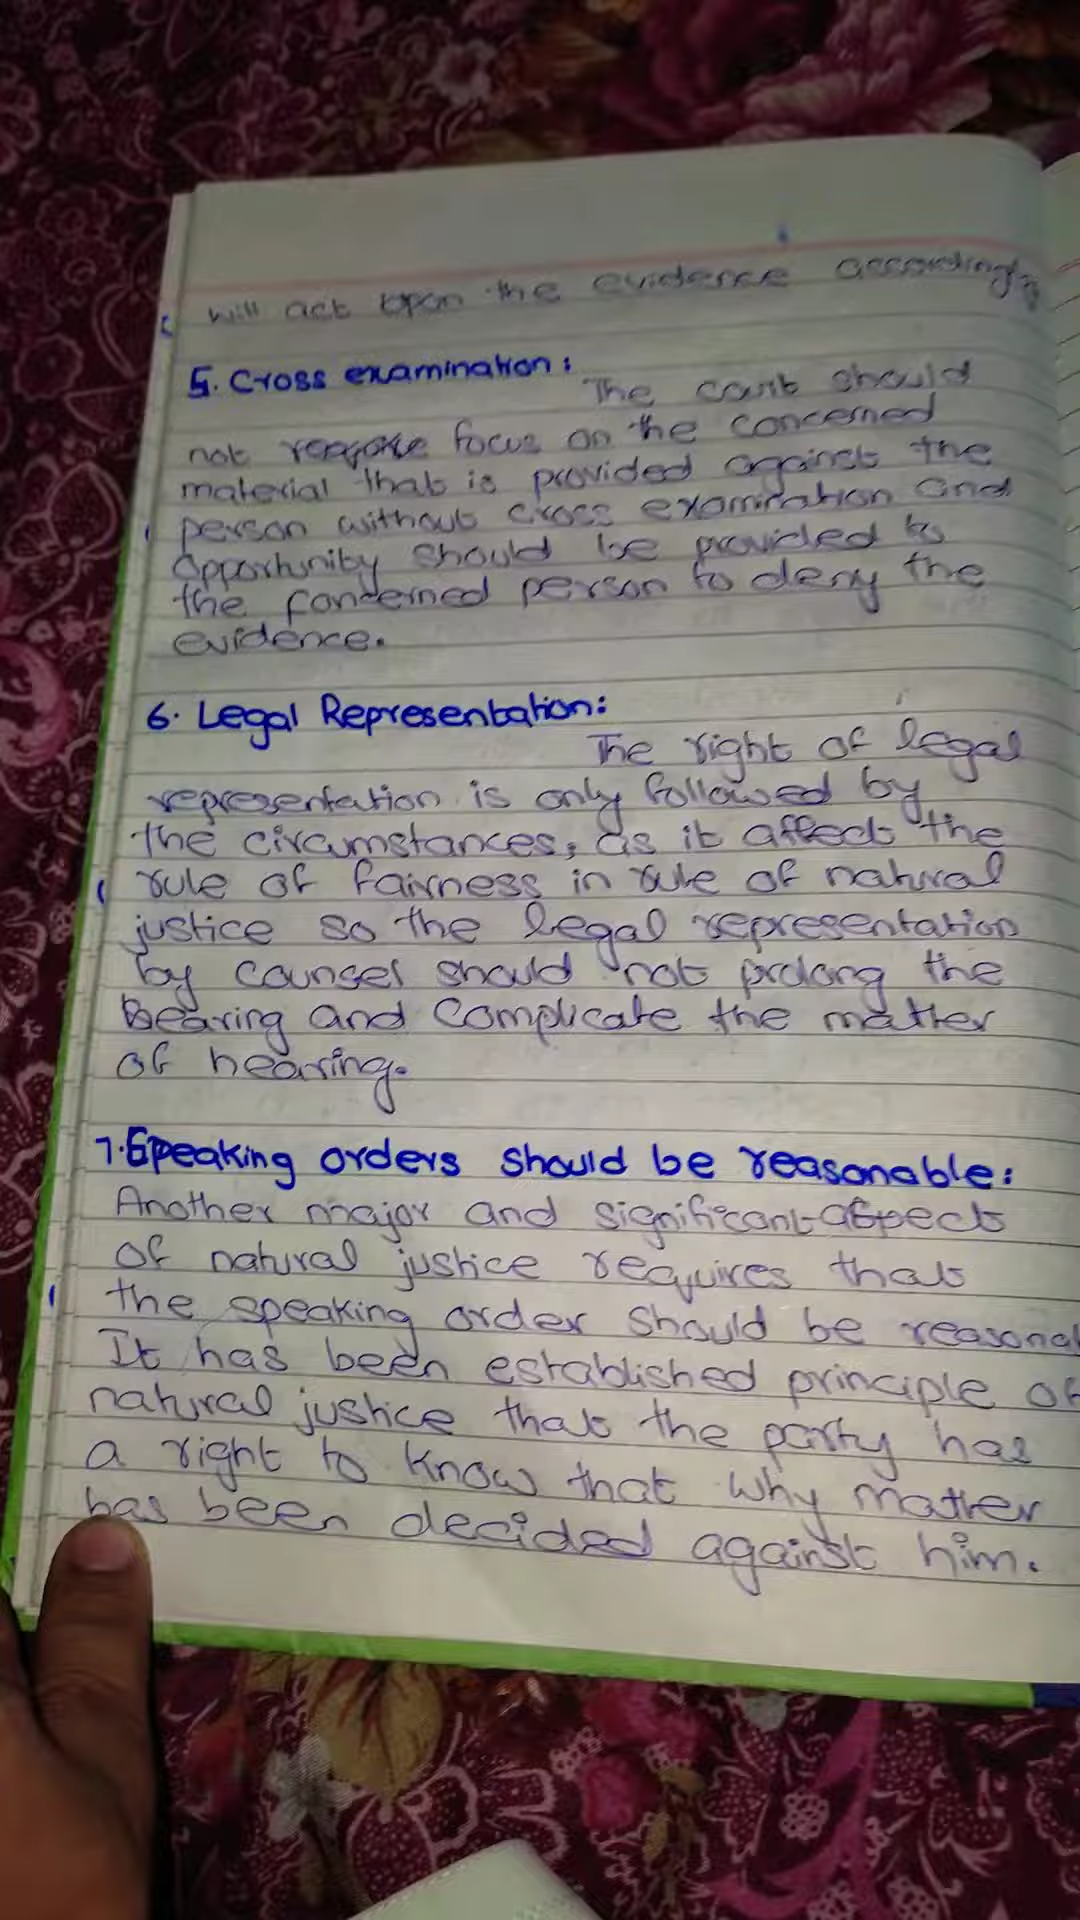 will act upon the evidence accordingly
5. Cross examination:
The court should
not focus on the concerned
material that is provided against the
person without cross examination and
Opportunity should be provided to
the concerned person to deny the
evidence.
6. Legal Representation:
The right of legal
representation is only followed by
the circumstances, as it affect the
rule of fairness in rule of natural
justice so the legal representation
by counsel should not prolong the
Hearing and Complicate the matter
of hearing.
7. Speaking orders should be reasonable:
Another major and significant aspect
of natural justice requires that
the speaking order should be reasonal
It has been established principle of
natural justice that the party has
a right to know that why matter
has been decided against him.